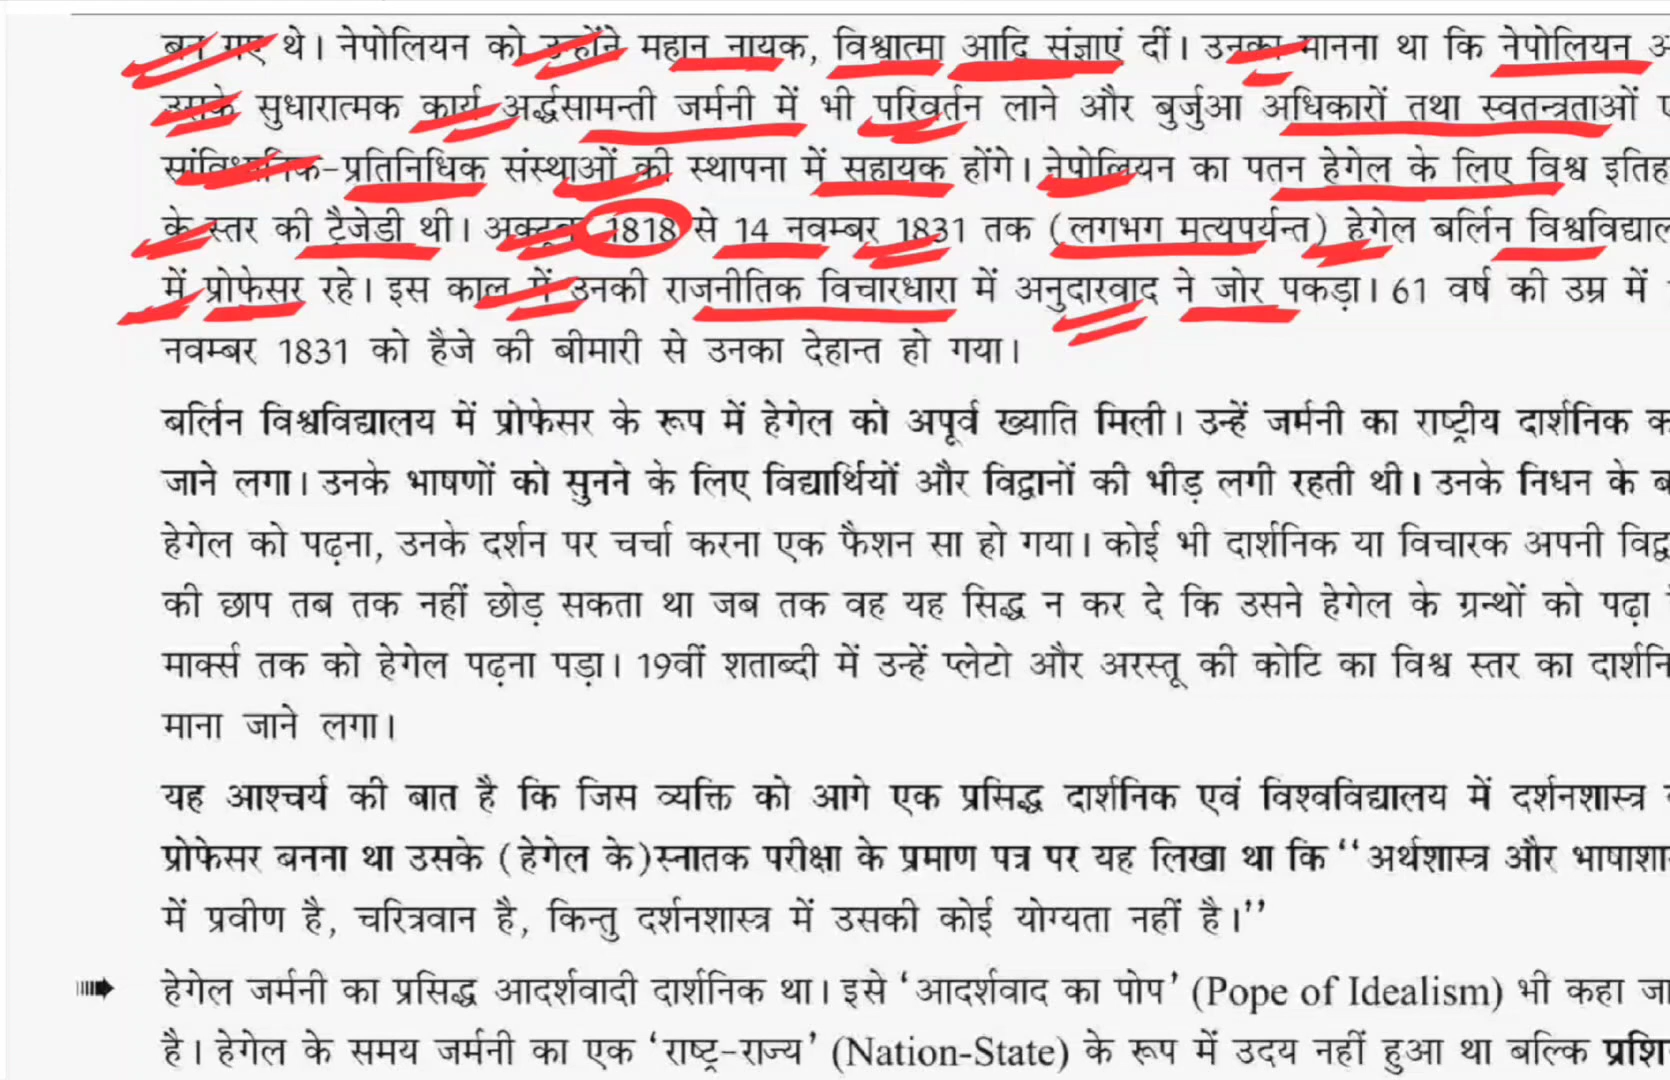 बन गए थे। नेपोलियन को उन्होंने महान नायक, विश्वात्मा आदि संज्ञाएं दीं। उनका मानना था कि नेपोलियन
उसके सुधारात्मक कार्य अर्द्धसामन्ती जर्मनी में भी परिवर्तन लाने और बुर्जुआ अधिकारों तथा स्वतन्त्रताओं
सांविधानिक-प्रतिनिधिक संस्थाओं की स्थापना में सहायक होंगे। नेपोलियन का पतन हेगेल के लिए विश्व
के स्तर की ट्रैजेडी थी। अक्टूबर 1818 से 14 नवम्बर 1831 तक (लगभग मत्यपर्यन्त) हेगेल बर्लिन
में प्रोफेसर रहे। इस काल में उनकी राजनीतिक विचारधारा में अनुदारवाद ने जोर पकड़ा। 61 वर्ष की उम्र में
नवम्बर 1831 को हैजे की बीमारी से उनका देहान्त हो गया।
बर्लिन विश्वविद्यालय में प्रोफेसर के रूप में हेगेल को अपूर्व ख्याति मिली। उन्हें जर्मनी का राष्ट्रीय दार्शनिक
जाने लगा। उनके भाषणों को सुनने के लिए विद्यार्थियों और विद्वानों की भीड़ लगी रहती थी। उनके निधन के
हेगेल को पढ़ना, उनके दर्शन पर चर्चा करना एक फैशन सा हो गया। कोई भी दार्शनिक या विचारक अपनी
की छाप तब तक नहीं छोड़ सकता था जब तक वह यह सिद्ध न कर दे कि उसने हेगेल के ग्रन्थों को पढ़ा
मार्क्स तक को हेगेल पढ़ना पड़ा। 19वीं शताब्दी में उन्हें प्लेटो और अरस्तू की कोटि का विश्व स्तर का
माना जाने लगा।
यह आश्चर्य की बात है कि जिस व्यक्ति को आगे एक प्रसिद्ध दार्शनिक एवं विश्वविद्यालय में दर्शनशास्त्र
प्रोफेसर बनना था उसके (हेगेल के)स्नातक परीक्षा के प्रमाण पत्र पर यह लिखा था कि ‘‘अर्थशास्त्र और
में प्रवीण है, चरित्रवान है, किन्तु दर्शनशास्त्र में उसकी कोई योग्यता नहीं है।’’
हेगेल जर्मनी का प्रसिद्ध आदर्शवादी दार्शनिक था। इसे ‘आदर्शवाद का पोप’ (Pope of Idealism) भी कहा
है। हेगेल के समय जर्मनी का एक ‘राष्ट्र-राज्य’ (Nation-State) के रूप में उदय नहीं हुआ था बल्कि